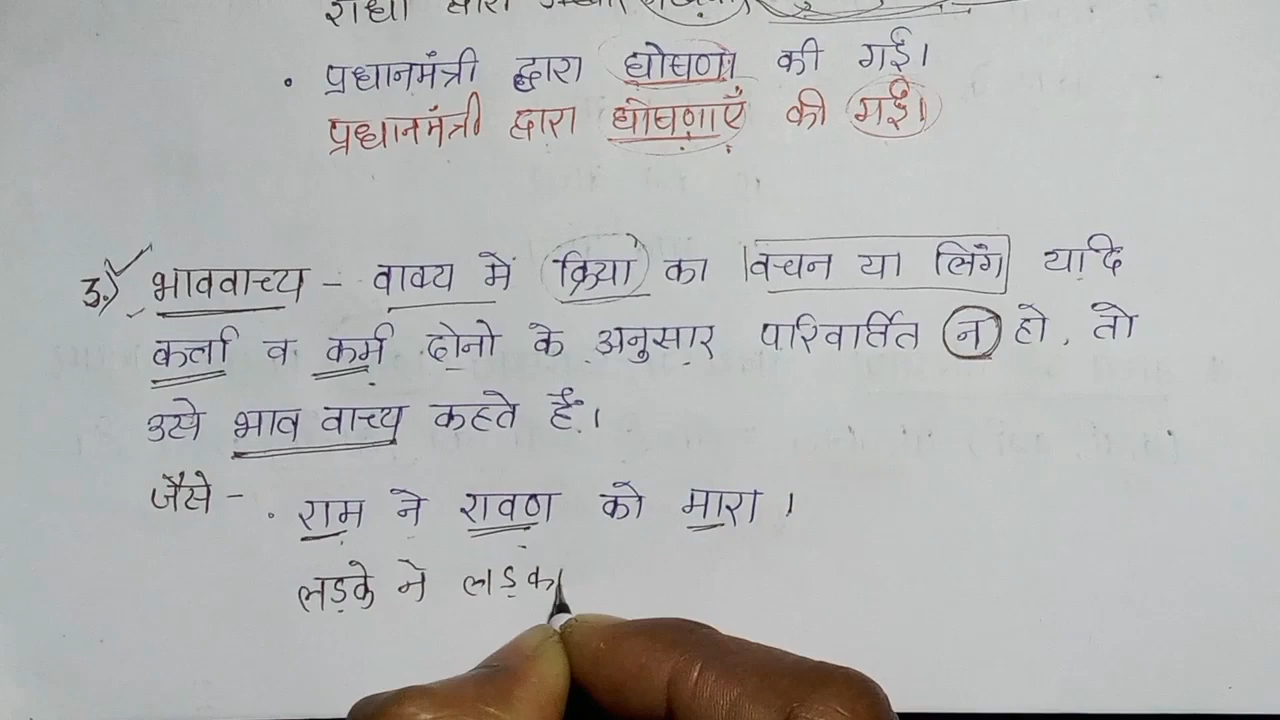 राधा द्वारा
• प्रधानमंत्री द्वारा घोषणा की गई।
प्रधानमंत्री द्वारा घोषणाएँ की गईं।
3.) भाववाच्य - वाक्य में क्रिया का वचन या लिंग यदि
कर्ता व कर्म दोनो के अनुसार परिवर्तित न हो, तो
उसे भाव वाच्य कहते हैं।
जैसे - • राम ने रावण को मारा।
लड़के ने लड़क